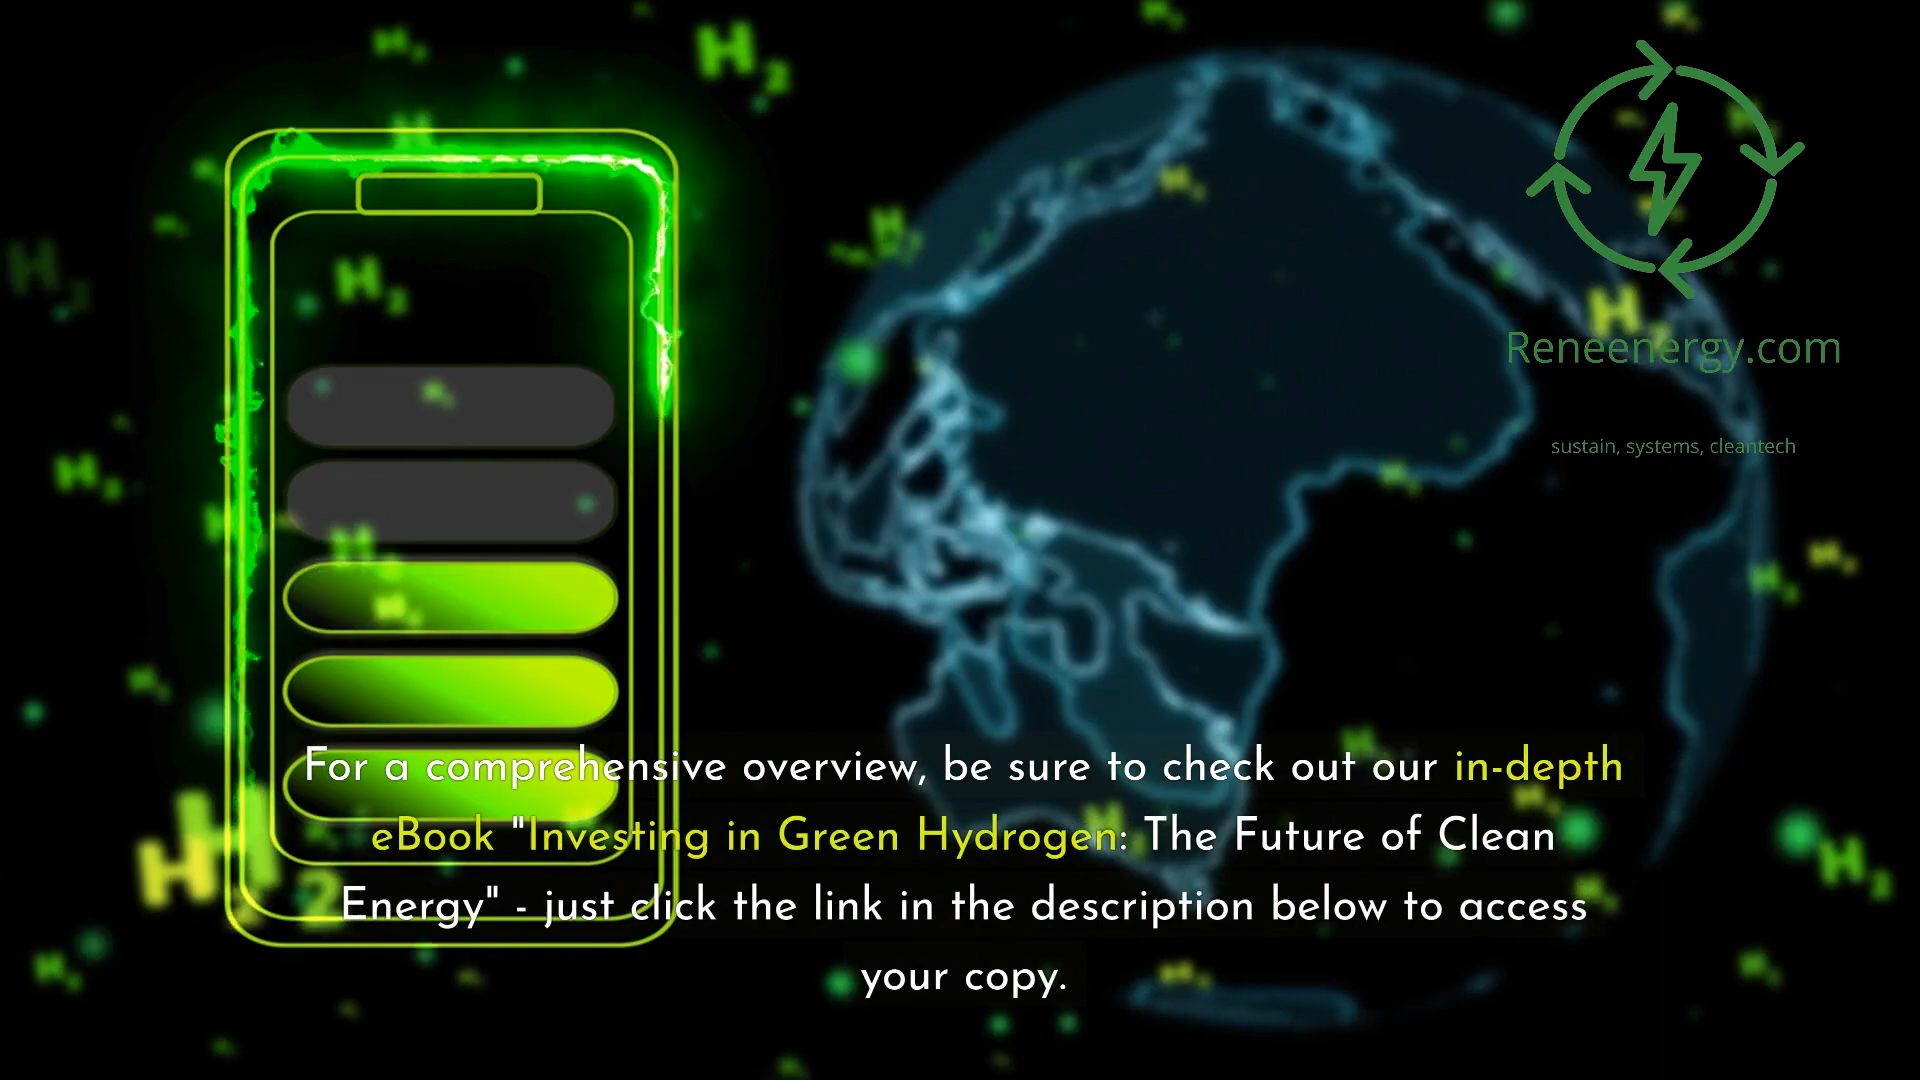 H2
Reneenergy.com
sustain, systems, cleantech
For a comprehensive overview, be sure to check out our in-depth
eBook "Investing in Green Hydrogen: The Future of Clean
Energy" - just click the link in the description below to access
your copy.